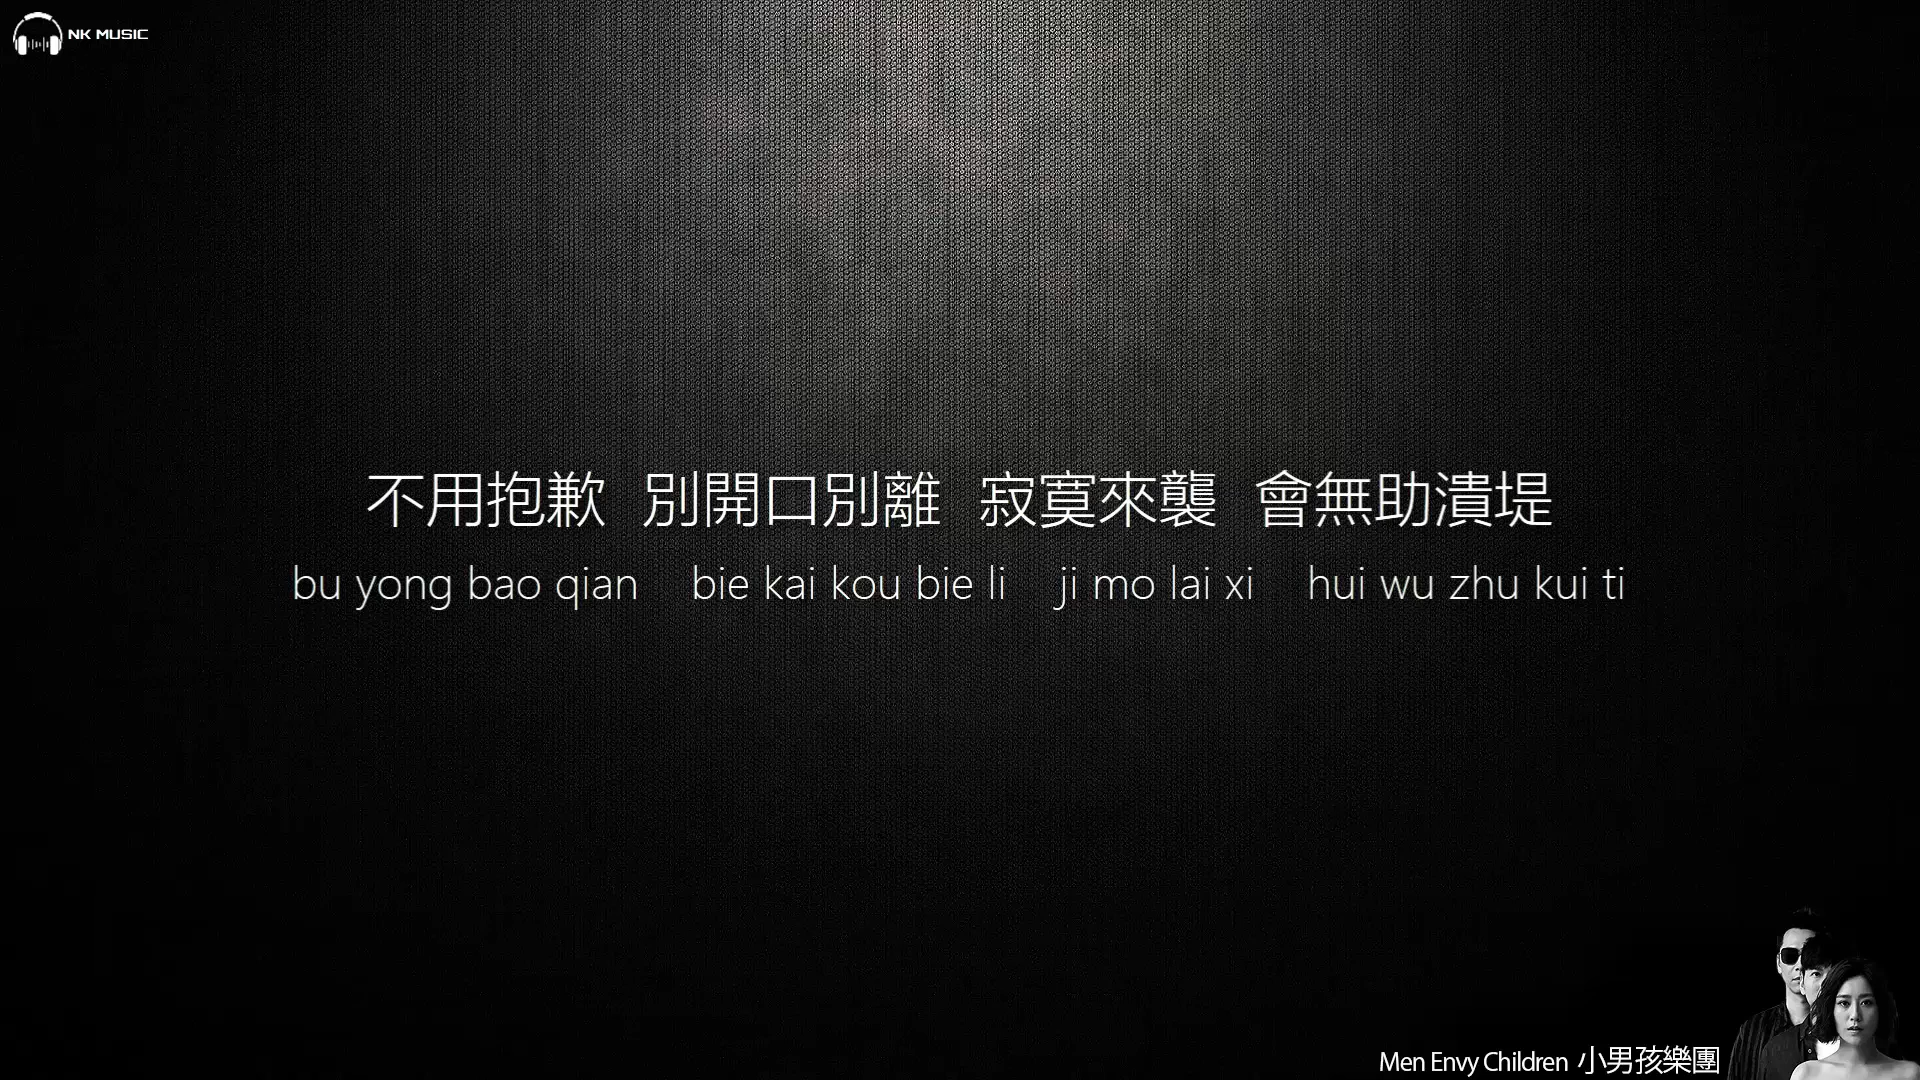 NK MUSIC
不用抱歉 別開口別離 寂寞來襲 會無助潰堤
bu yong bao qian bie kai kou bie li ji mo lai xi hui wu zhu kui ti
Men Envy Children 小男孩樂團